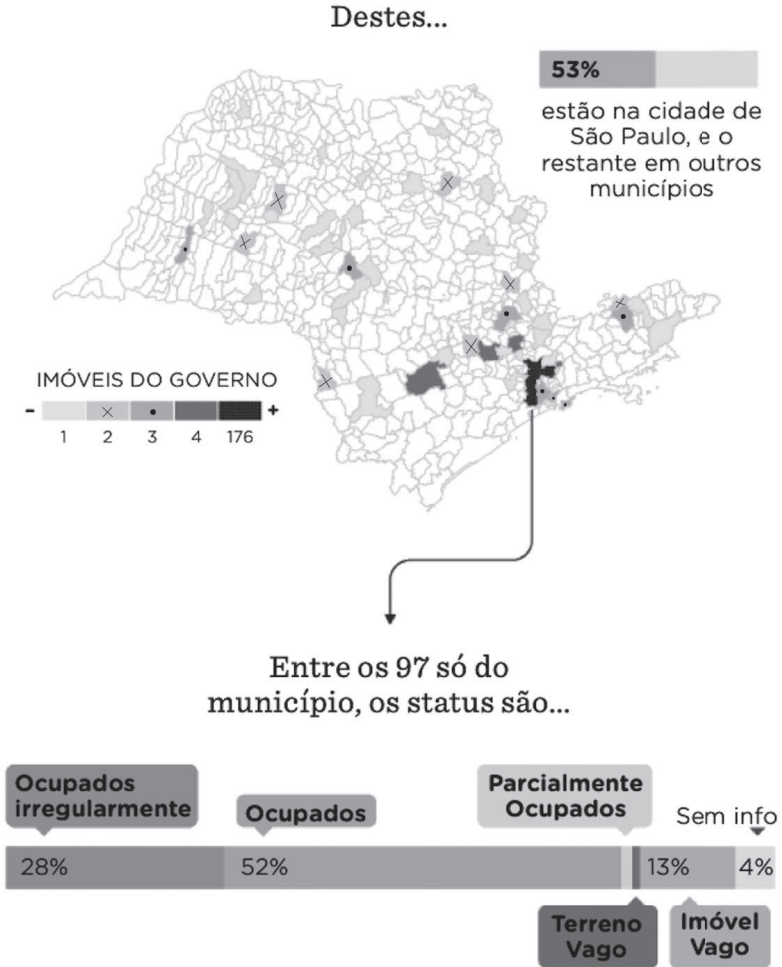 Destes...
53%
estão na cidade de
São Paulo, e o
restante em outros
municípios
IMÓVEIS DO GOVERNO
- +
1 2 3 4 176
Entre os 97 só do
município, os status são...
Ocupados
irregularmente
Ocupados
Parcialmente
Ocupados
Sem info
28% 52% 13% 4%
Terreno
Vago
Imóvel
Vago